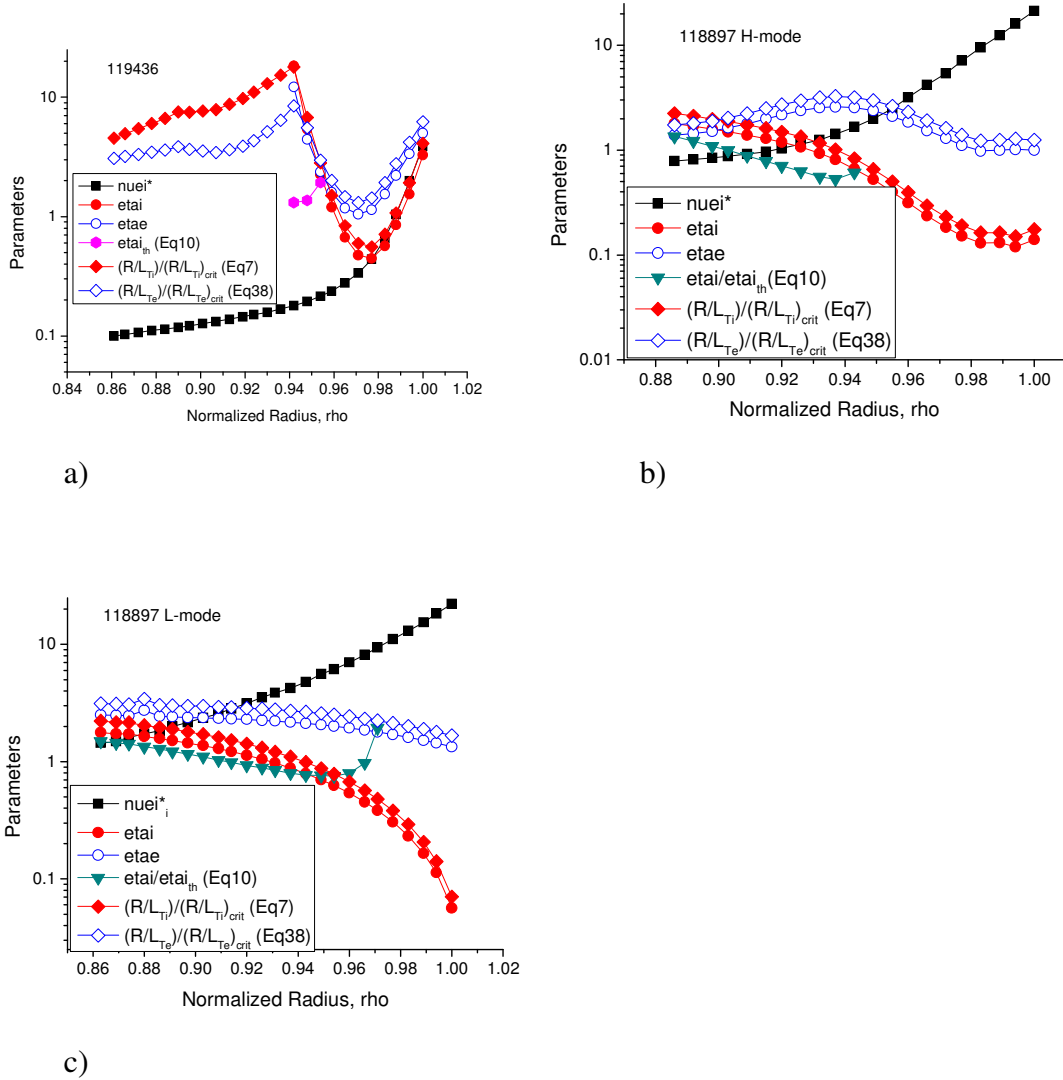 119436
10
1
0.1
Parameters
nuei*
etai
etae
etai_th (Eq10)
(R/L_Ti)/(R/L_Ti)_crit (Eq7)
(R/L_Te)/(R/L_Te)_crit (Eq38)
0.84 0.86 0.88 0.90 0.92 0.94 0.96 0.98 1.00 1.02
Normalized Radius, rho
a)
118897 H-mode
10
1
0.1
0.01
Parameters
nuei*
etai
etae
etai/etai_th(Eq10)
(R/L_Ti)/(R/L_Ti)_crit (Eq7)
(R/L_Te)/(R/L_Te)_crit (Eq38)
0.88 0.90 0.92 0.94 0.96 0.98 1.00
Normalized Radius, rho
b)
118897 L-mode
10
1
0.1
Parameters
nuei*_i
etai
etae
etai/etai_th (Eq10)
(R/L_Ti)/(R/L_Ti)_crit (Eq7)
(R/L_Te)/(R/L_Te)_crit (Eq38)
0.86 0.88 0.90 0.92 0.94 0.96 0.98 1.00 1.02
Normalized Radius, rho
c)